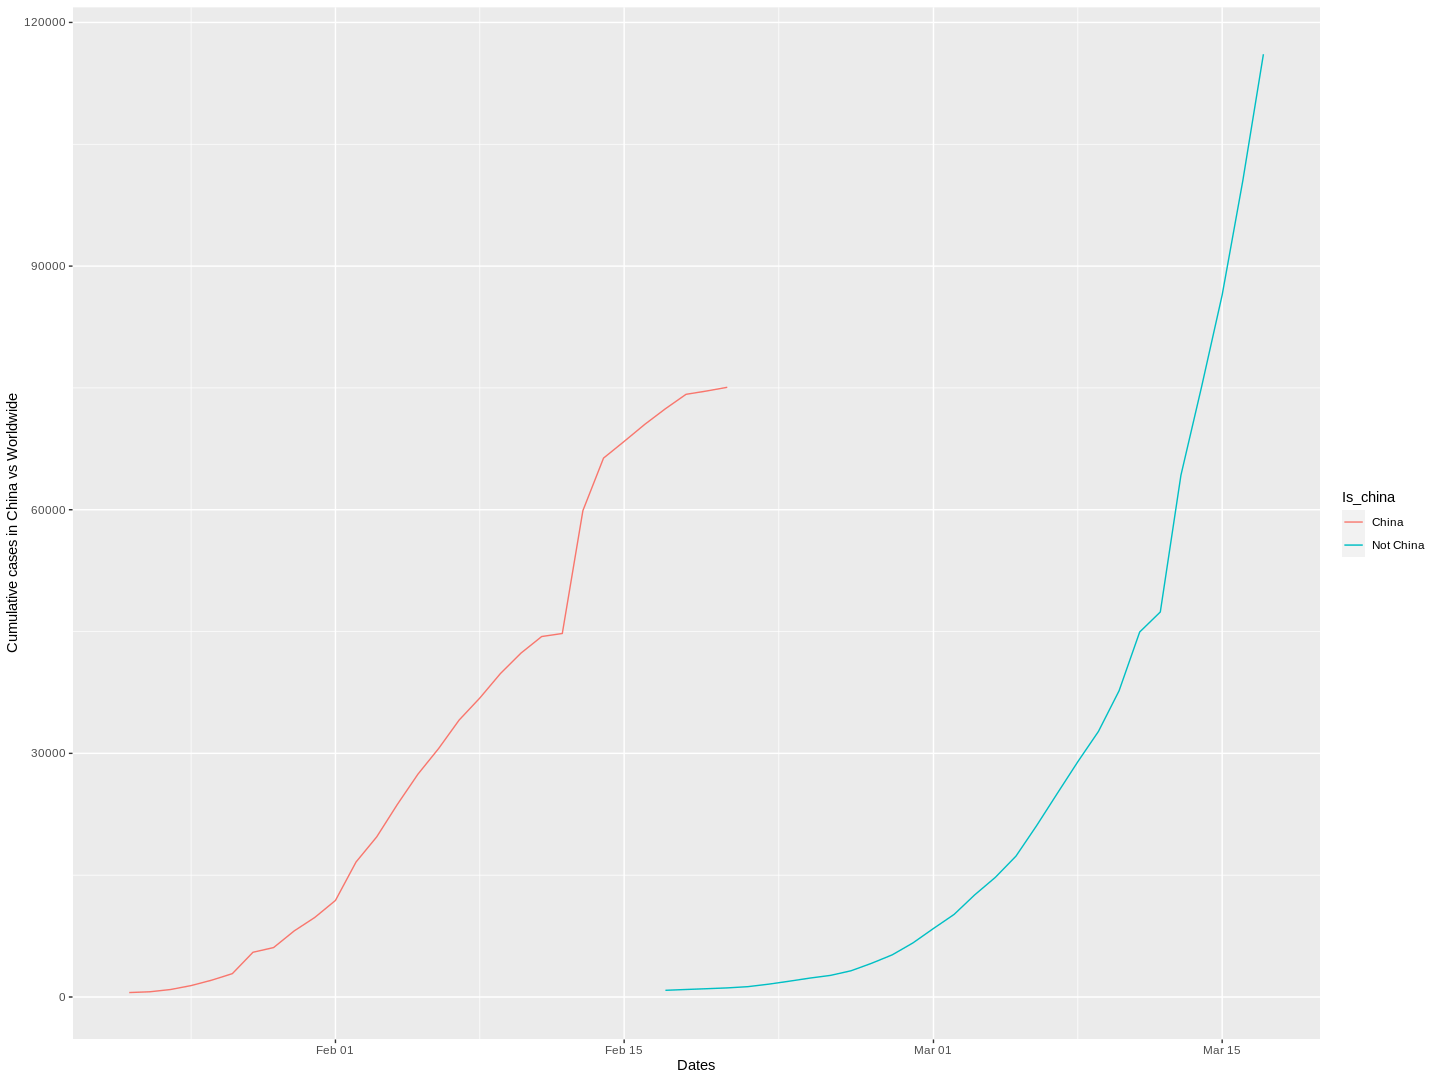 120000
90000
60000
30000
0
Cumulative cases in China vs Worldwide
Feb 01
Feb 15
Mar 01
Mar 15
Dates
Is_china
China
Not China